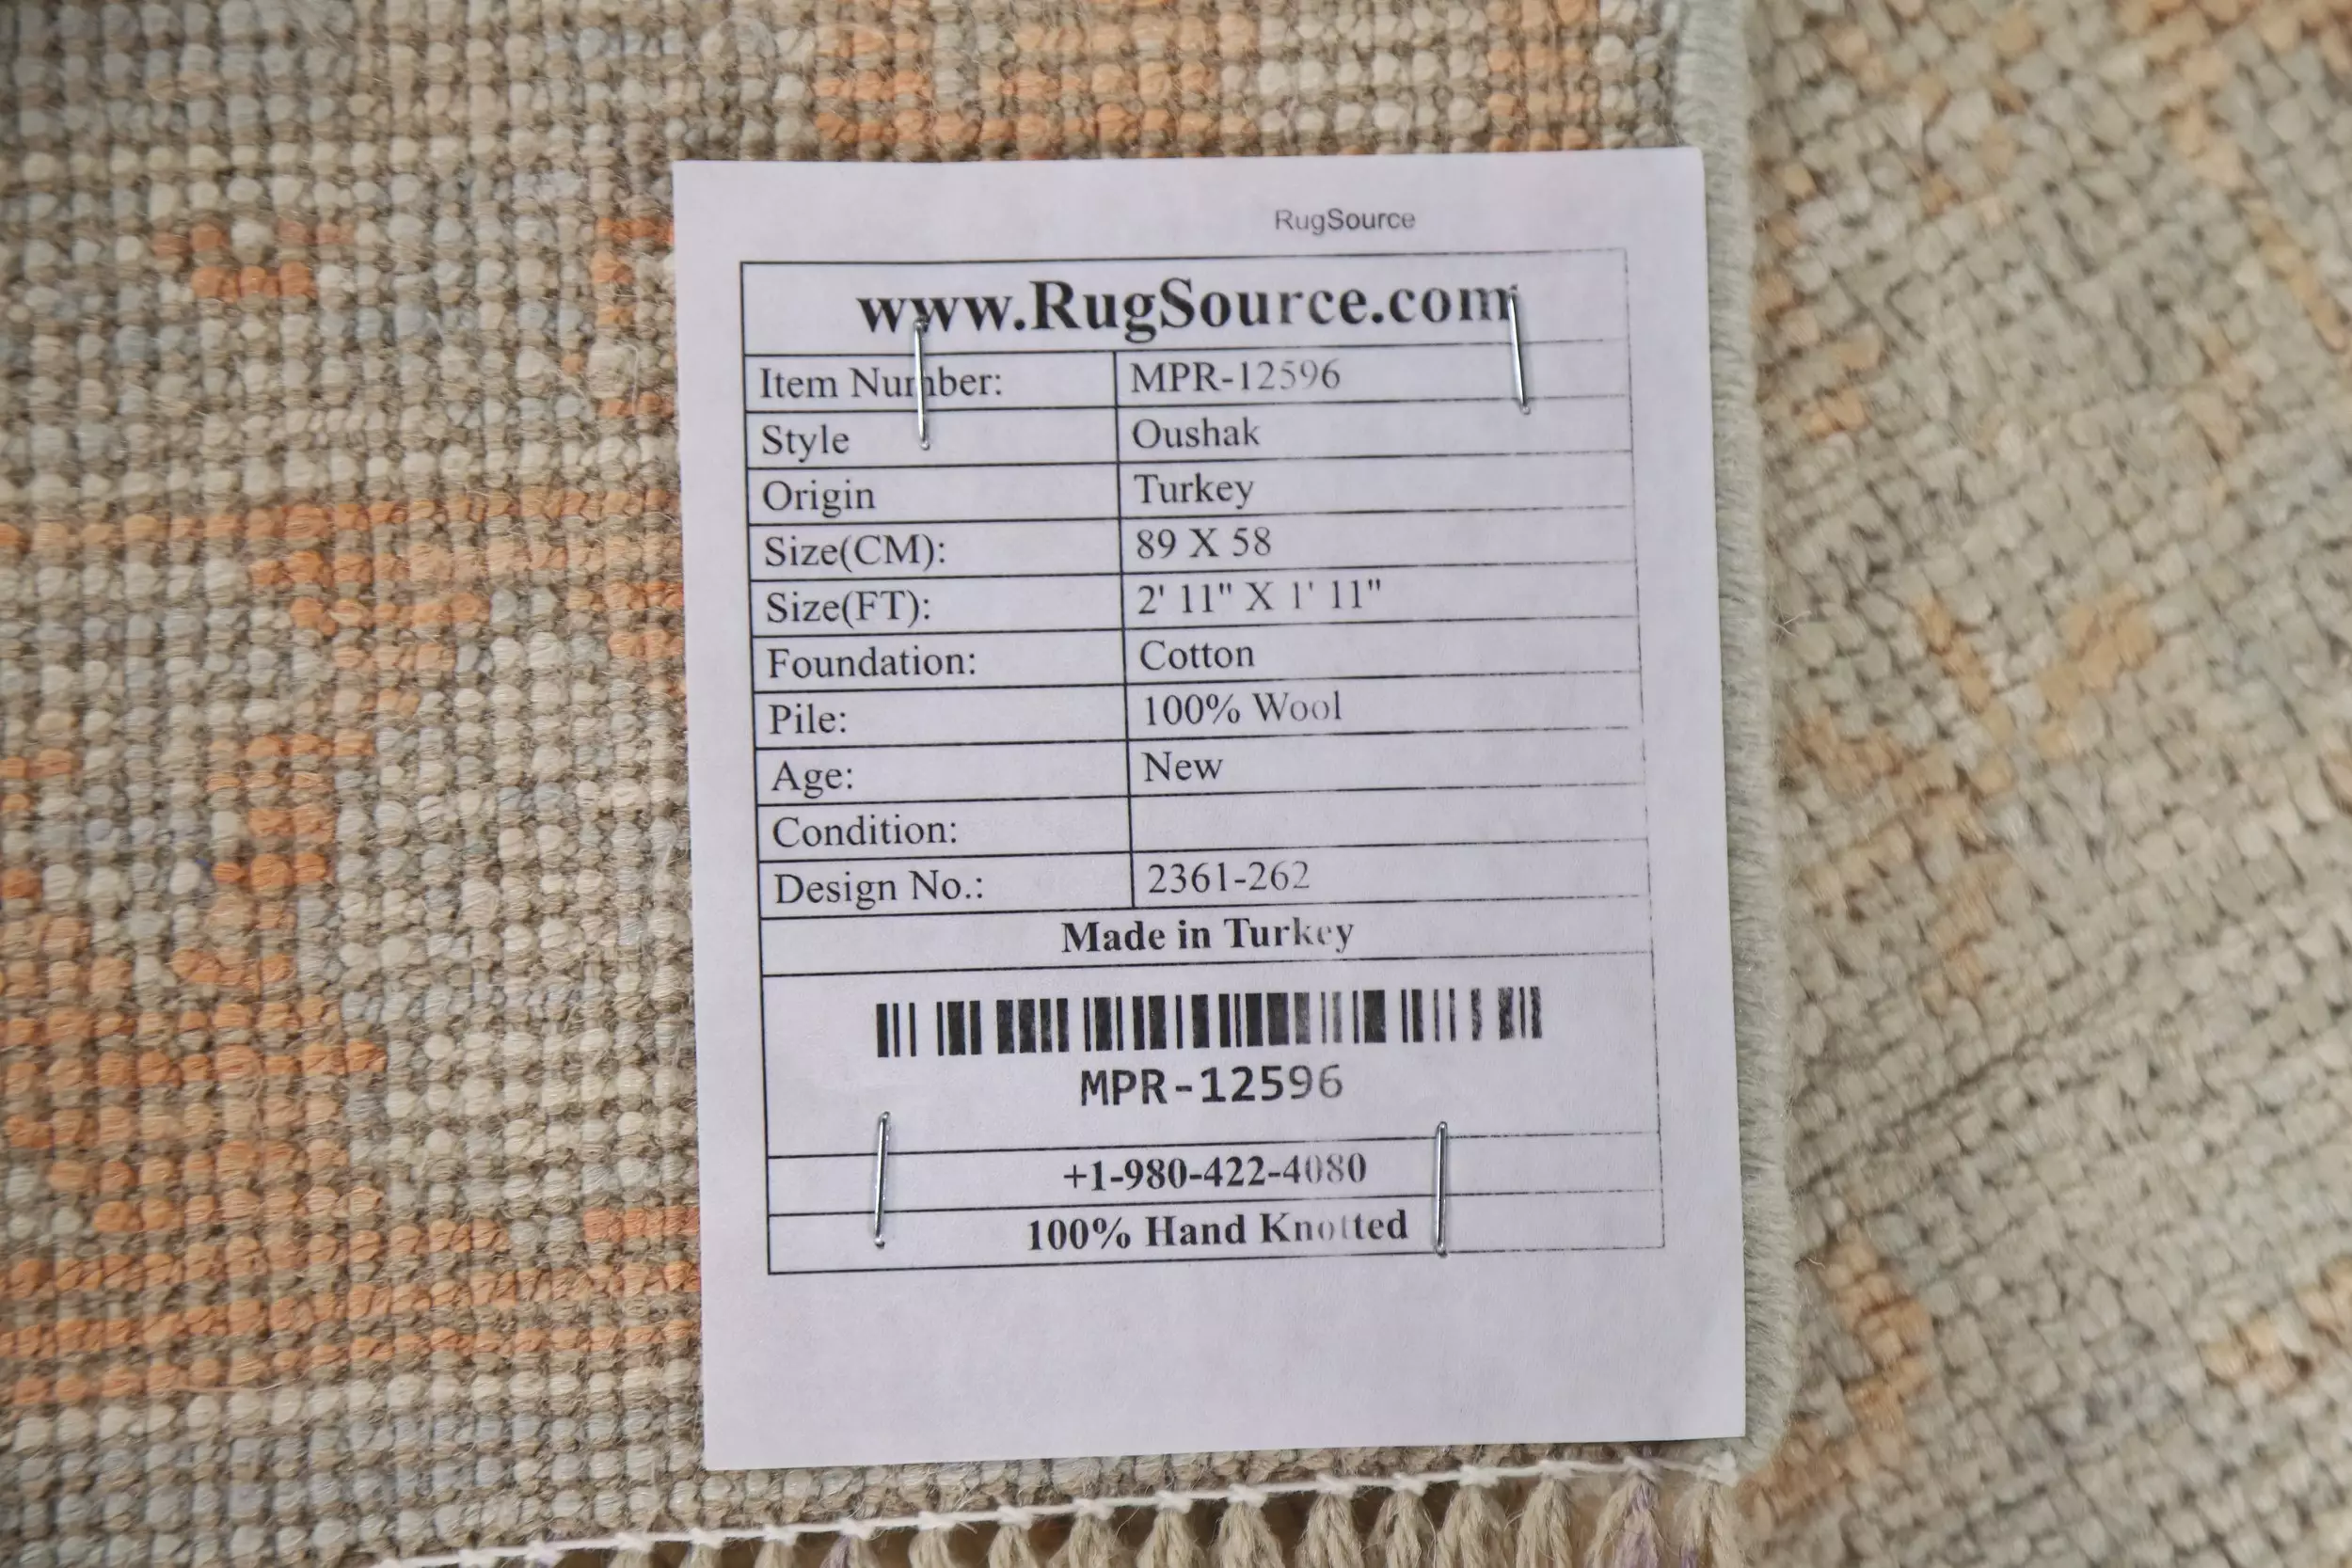 RugSource
www.RugSource.com
Item Number: MPR-12596
Style Oushak
Origin Turkey
Size(CM): 89 X 58
Size(FT): 2' 11" X 1' 11"
Foundation: Cotton
Pile: 100% Wool
Age: New
Condition:
Design No.: 2361-262
Made in Turkey
MPR-12596
+1-980-422-4080
100% Hand Knotted